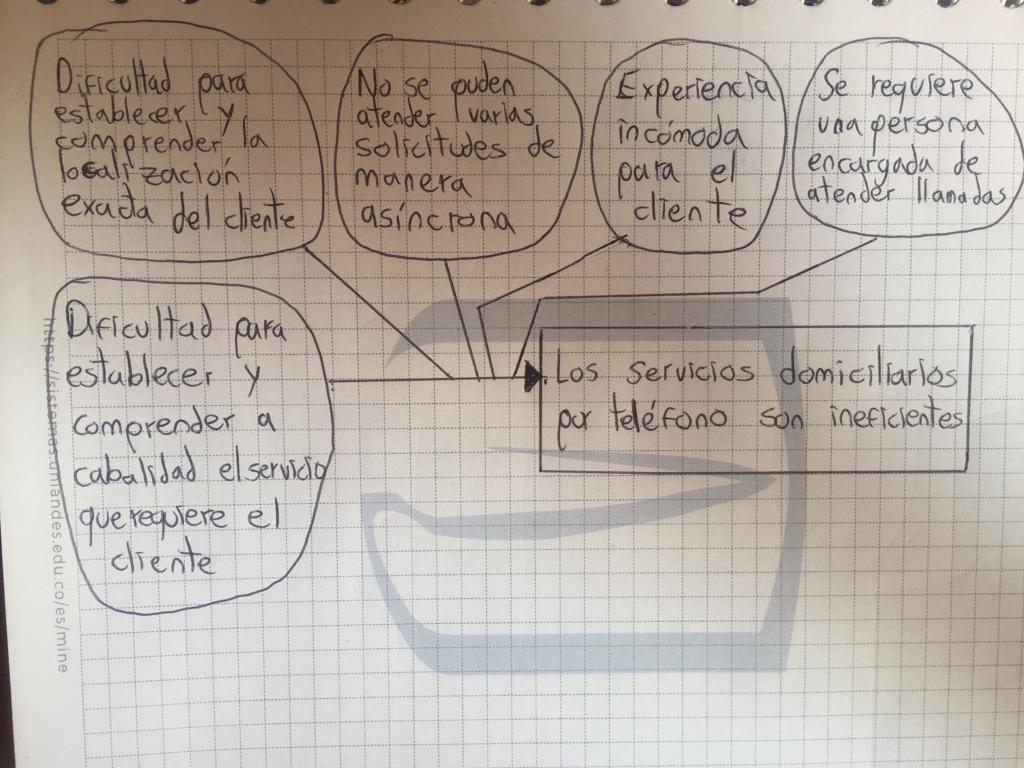 Dificultad para
establecer y
comprender la
localización
exacta del cliente
No se puden
atender varias
solicitudes de
manera
asíncrona
Experiencia
incómoda
para el
cliente
Se requiere
una persona
encargada de
atender llamadas
Dificultad para
establecer y
comprender a
cabalidad el servicio
que requiere el
cliente
Los servicios domiciliarios
por teléfono son ineficientes
https://sistemas.uniandes.edu.co/es/mine